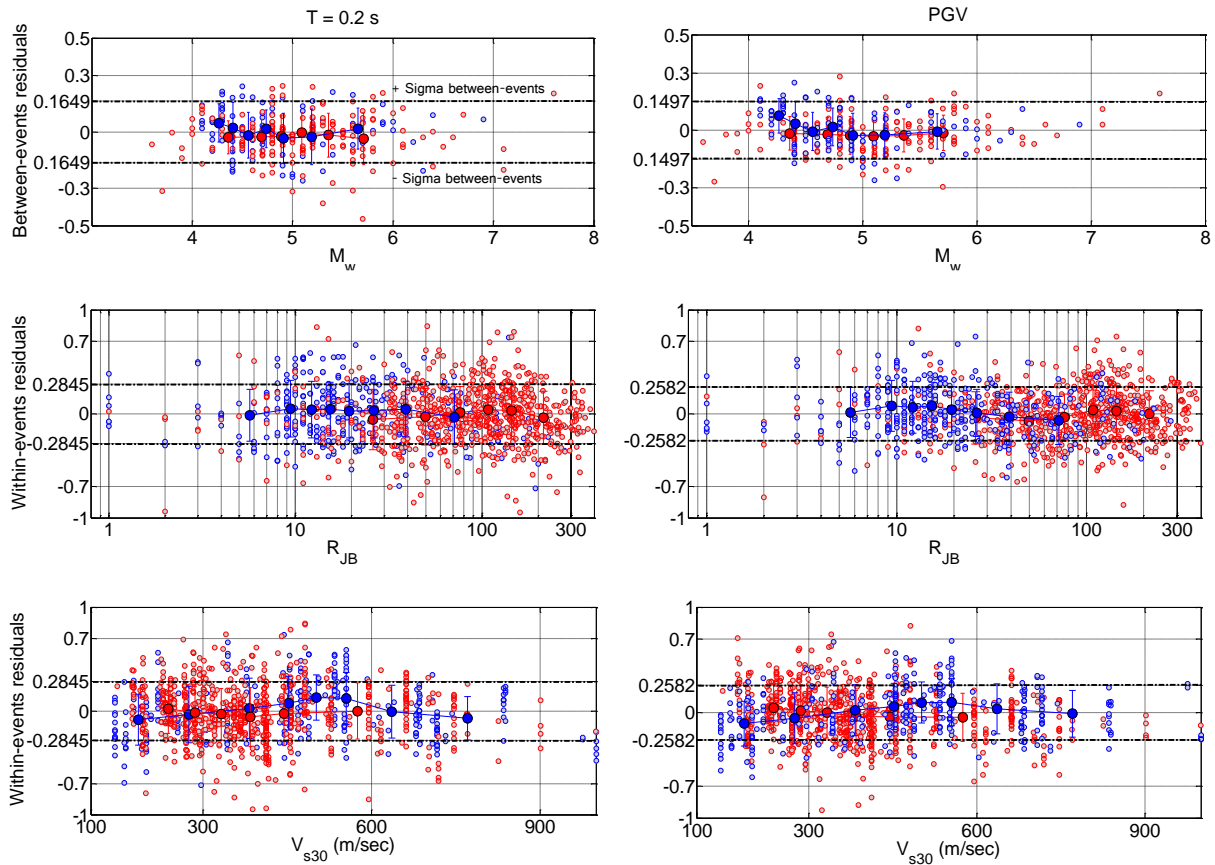 T = 0.2 s
PGV
Between-events residuals
0.5
0.3
0.1649
0
0.1649
-0.3
-0.5
+ Sigma between-events
- Sigma between-events
4 5 6 7 8
M_w
0.5
0.3
0.1497
0
0.1497
-0.3
-0.5
4 5 6 7 8
M_w
Within-events residuals
1
0.7
0.2845
0
-0.2845
-0.7
-1
1 10 100 300
R_JB
1
0.7
0.2582
0
-0.2582
-0.7
-1
1 10 100 300
R_JB
Within-events residuals
1
0.7
0.2845
0
-0.2845
-0.7
-1
100 300 600 900
V_s30 (m/sec)
1
0.7
0.2582
0
-0.2582
-0.7
-1
100 300 600 900
V_s30 (m/sec)